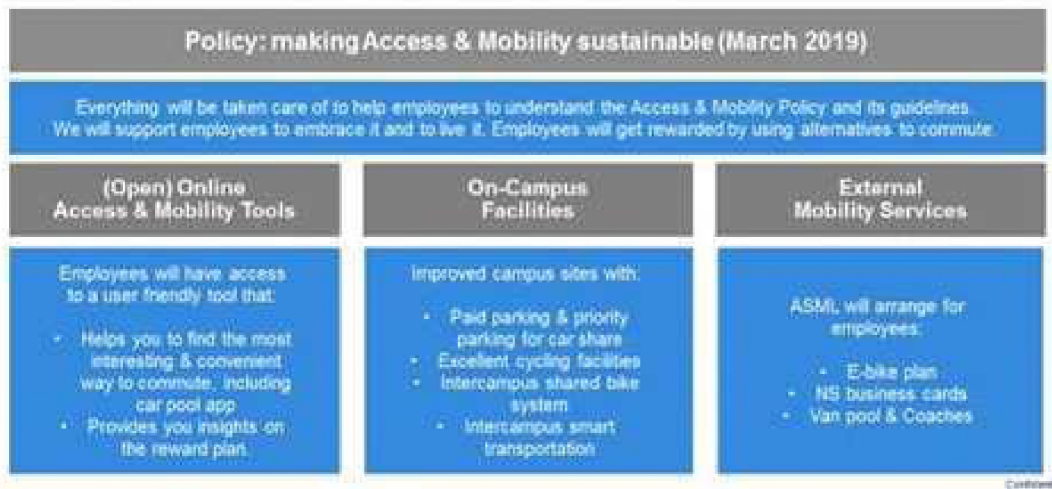 Policy: making Access & Mobility sustainable (March 2019)
Everything will be taken care of to help employees to understand the Access & Mobility Policy and its guidelines.
We will support employees to embrace it and to live it. Employees will get rewarded by using alternatives to commute.
(Open) Online
Access & Mobility Tools
Employees will have access
to a user friendly tool that:
• Helps you to find the most
interesting & convenient
way to commute, including
car pool app
• Provides you insights on
the reward plan.
On-Campus
Facilities
Improved campus sites with:
• Paid parking & priority
parking for car share
• Excellent cycling facilities
• Intercampus shared bike
system
• Intercampus smart
transportation
External
Mobility Services
ASML will arrange for
employees:
• E-bike plan
• NS business cards
• Van pool & Coaches